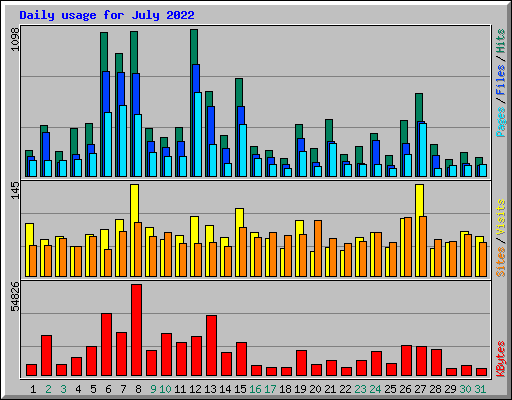 Daily usage for July 2022
1098
Pages / Files / Hits
145
Sites / Visits
54826
KBytes
1 2 3 4 5 6 7 8 9 10 11 12 13 14 15 16 17 18 19 20 21 22 23 24 25 26 27 28 29 30 31